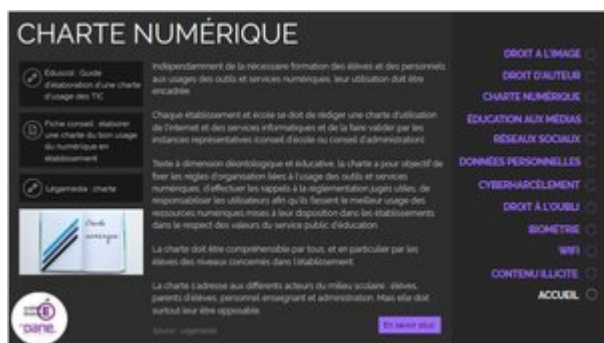 CHARTE NUMÉRIQUE
Eduscol : Guide
d'élaboration d'une charte
d'usage des TIC
Fiche conseil : élaborer
une charte du bon usage
du numérique en
établissement
Légamédia : charte
Charte
numérique
DANE
Indépendamment de la nécessaire formation des élèves et des personnels
aux usages des outils et services numériques, leur utilisation doit être
encadrée.
Chaque établissement et école se doit de rédiger une charte d'utilisation
de l'internet et des services informatiques et de la faire valider par les
instances représentatives (conseil d'école ou conseil d'administration).
Texte à dimension déontologique et éducative, la charte a pour objectif de
fixer les règles d'organisation liées à l'usage des outils et services
numériques, d'effectuer les rappels à la réglementation jugés utiles, de
responsabiliser les utilisateurs afin qu'ils fassent le meilleur usage des
ressources numériques mises à leur disposition dans les établissements
dans le respect des valeurs du service public d'éducation.
La charte doit être compréhensible par tous, et en particulier par les
élèves des niveaux concernés dans l'établissement.
La charte s'adresse aux différents acteurs du milieu scolaire : élèves,
parents d'élèves, personnel enseignant et administration. Mais elle doit
surtout leur être opposable.
Source : Légamédia
En savoir plus
DROIT A L'IMAGE
DROIT D'AUTEUR
CHARTE NUMÉRIQUE
ÉDUCATION AUX MÉDIAS
RÉSEAUX SOCIAUX
DONNÉES PERSONNELLES
CYBERHARCÈLEMENT
DROIT À L'OUBLI
BIOMÉTRIE
WIFI
CONTENU ILLICITE
ACCUEIL